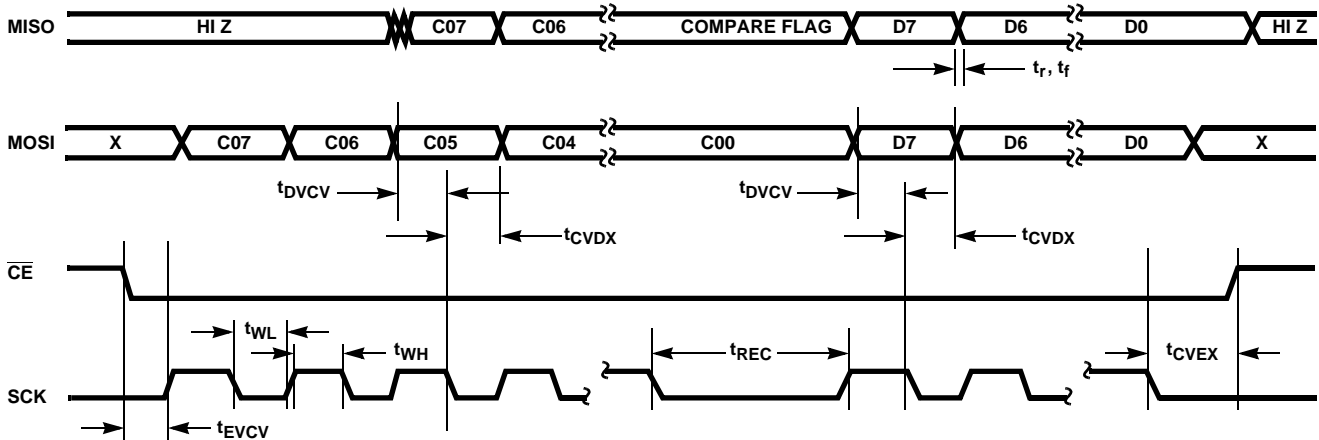 MISO HI Z C07 C06 COMPARE FLAG D7 D6 D0 HI Z
tr, tf
MOSI X C07 C06 C05 C04 C00 D7 D6 D0 X
tDVCV tDVCV
tCVDX tCVDX
CE
tWL tWH tREC tCVEX
SCK
tEVCV